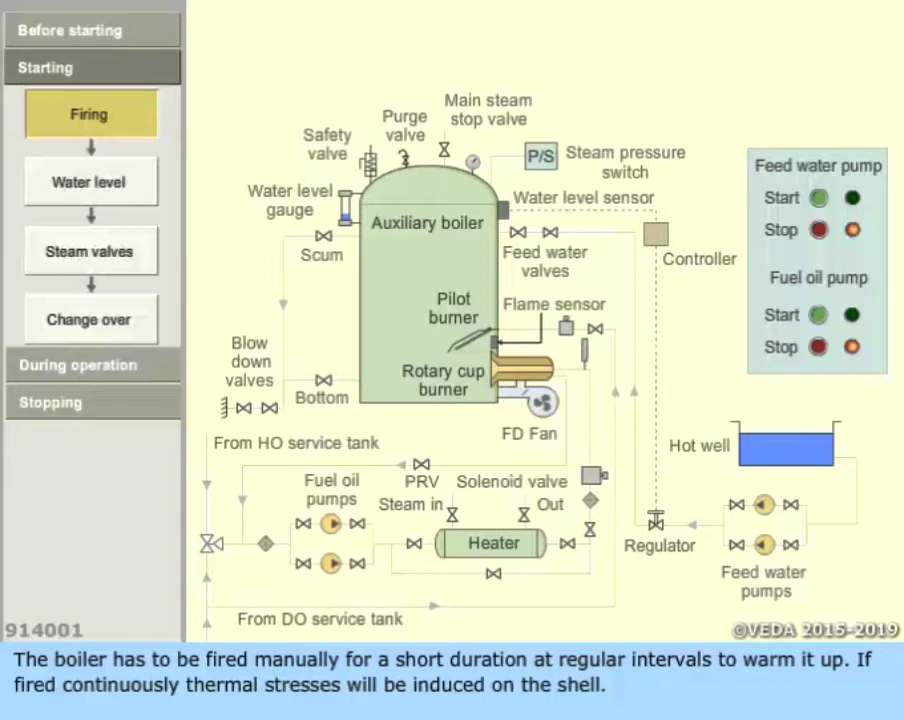 Before starting
Starting
Firing
Water level
Steam valves
Change over
During operation
Stopping
914001
Main steam
stop valve
Purge
valve
Safety
valve
P/S
Steam pressure
switch
Water level
gauge
Water level sensor
Auxiliary boiler
Scum
Feed water
valves
Controller
Pilot
burner
Flame sensor
Blow
down
valves
Rotary cup
burner
Bottom
FD Fan
From HO service tank
PRV
Fuel oil
pumps
Solenoid valve
Steam in
Out
Heater
From DO service tank
Hot well
Regulator
Feed water
pumps
Feed water pump
Start
Stop
Fuel oil pump
Start
Stop
©VEDA 2015-2019
The boiler has to be fired manually for a short duration at regular intervals to warm it up. If
fired continuously thermal stresses will be induced on the shell.